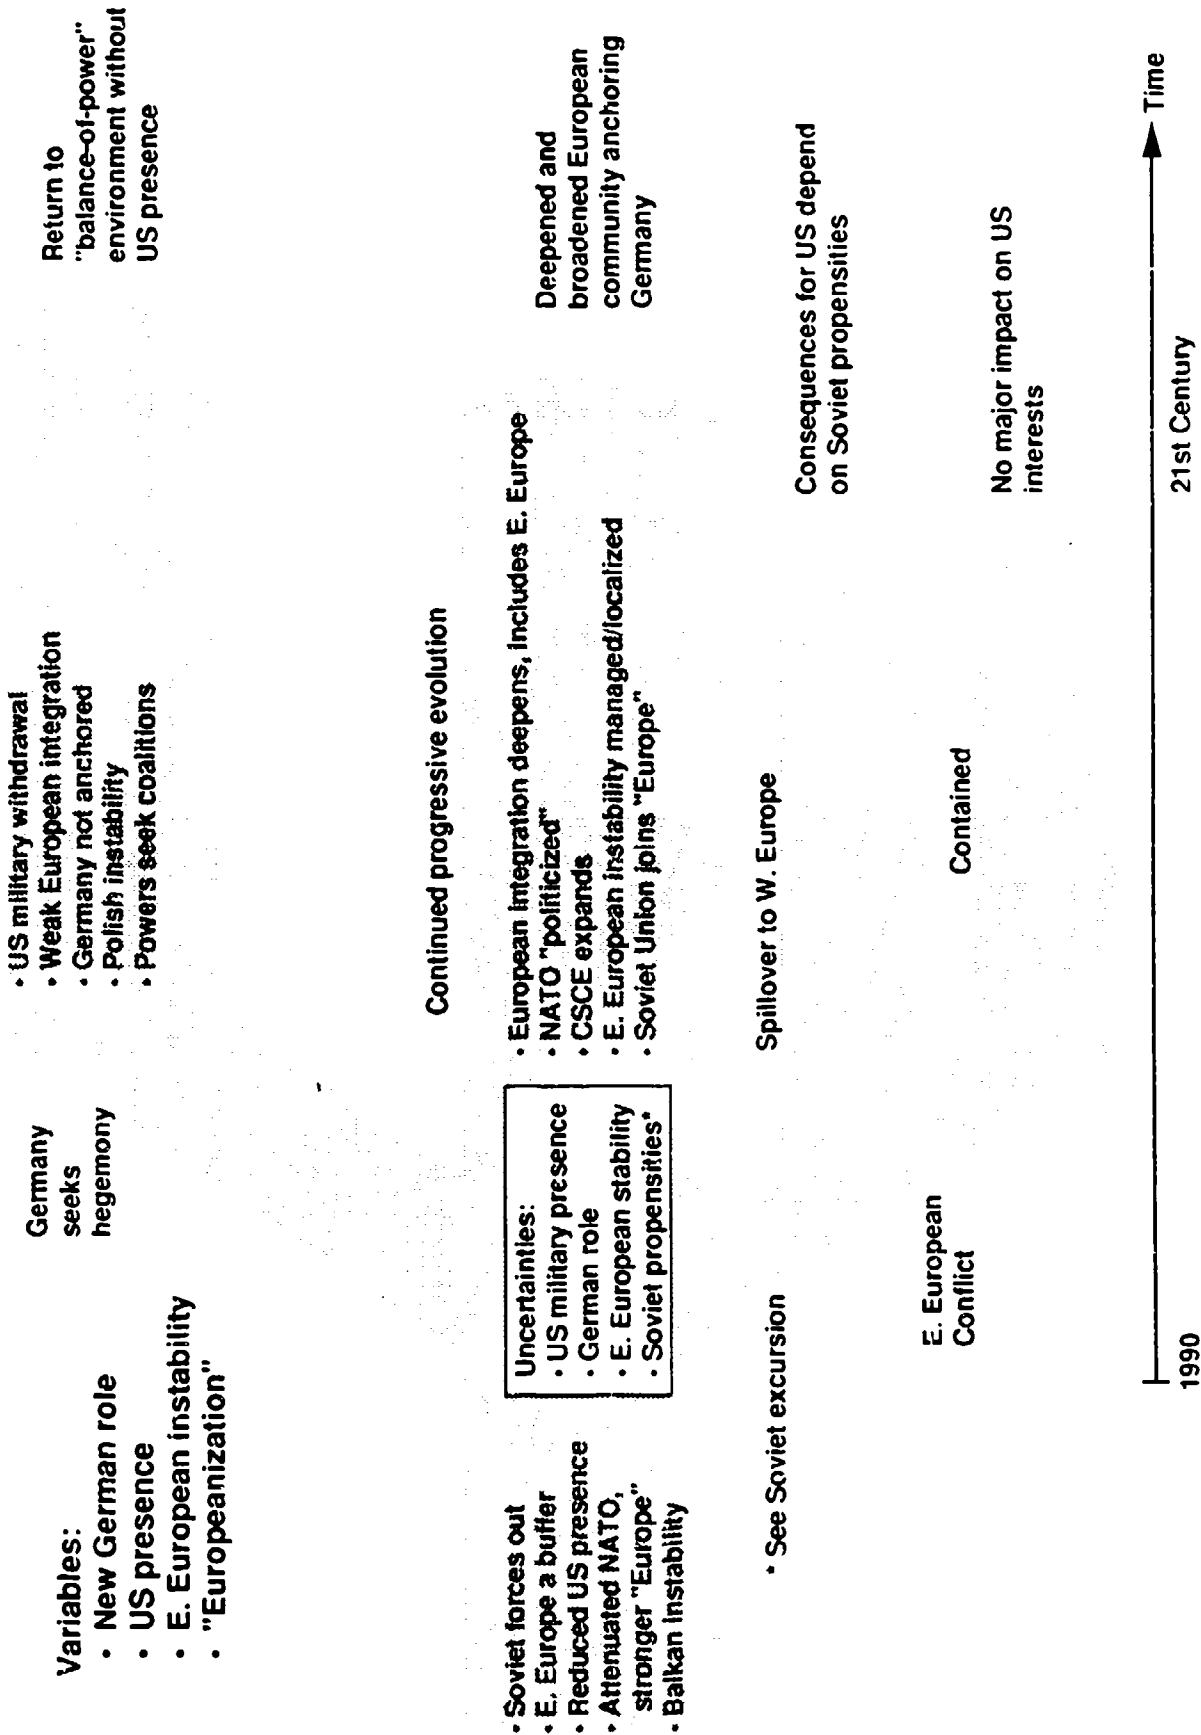 Variables:
• New German role
• US presence
• E. European instability
• "Europeanization"
Germany
seeks
hegemony
• US military withdrawal
• Weak European integration
• Germany not anchored
• Polish instability
• Powers seek coalitions
Return to
"balance-of-power"
environment without
US presence
Continued progressive evolution
• Soviet forces out
• E. Europe a buffer
• Reduced US presence
• Attenuated NATO,
stronger "Europe"
• Balkan instability
Uncertainties:
• US military presence
• German role
• E. European stability
• Soviet propensities*
• European integration deepens, includes E. Europe
• NATO "politicized"
• CSCE expands
• E. European instability managed/localized
• Soviet Union joins "Europe"
Deepened and
broadened European
community anchoring
Germany
* See Soviet excursion
Spillover to W. Europe
Consequences for US depend
on Soviet propensities
E. European
Conflict
Contained
No major impact on US
interests
Time
1990
21st Century